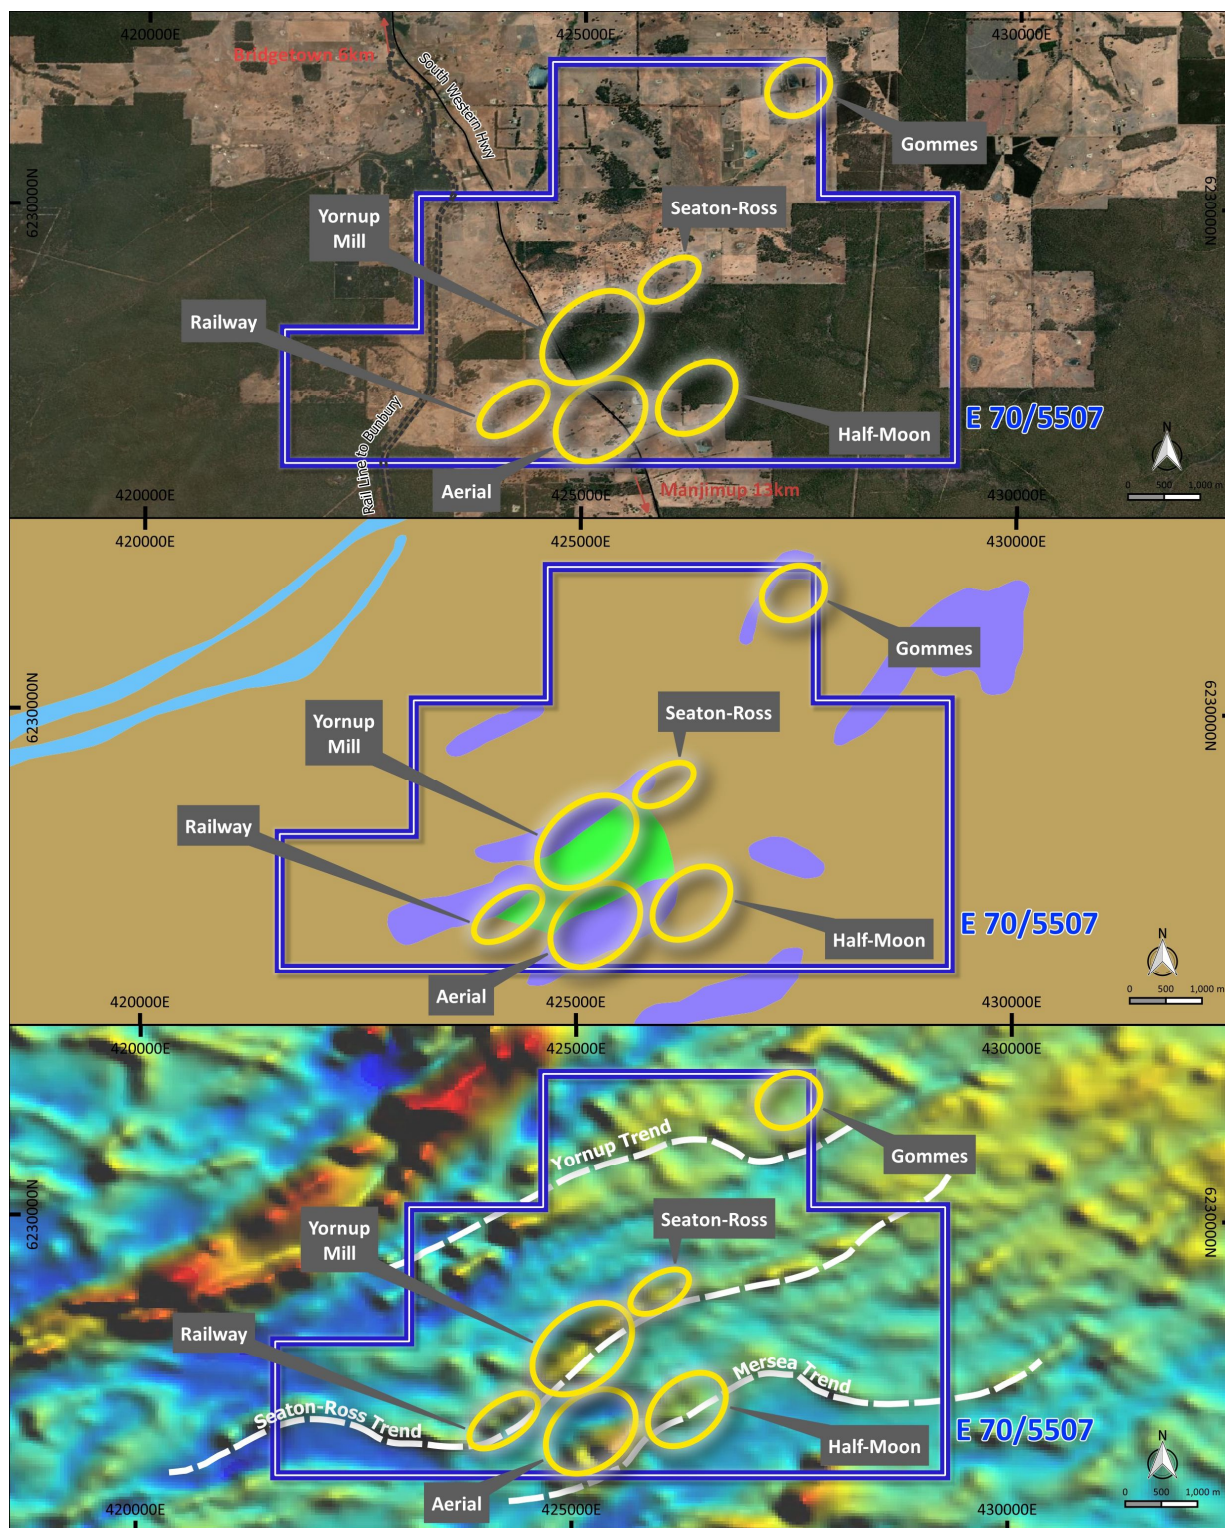 420000E
425000E
430000E
Bridgetown 6km
South Western Hwy
Gommes
6230000N
6230000N
Yornup
Mill
Seaton-Ross
Railway
Rail Line to Bunbury
Half-Moon
E 70/5507
Aerial
Manjimup 13km
N
0 500 1,000 m
420000E
425000E
430000E
420000E
425000E
430000E
Gommes
6230000N
6230000N
Yornup
Mill
Seaton-Ross
Railway
Half-Moon
E 70/5507
Aerial
N
0 500 1,000 m
420000E
425000E
430000E
420000E
425000E
430000E
Yornup Trend
Gommes
6230000N
6230000N
Yornup
Mill
Seaton-Ross
Railway
Mersea Trend
Seaton-Ross Trend
Half-Moon
E 70/5507
Aerial
N
0 500 1,000 m
420000E
425000E
430000E